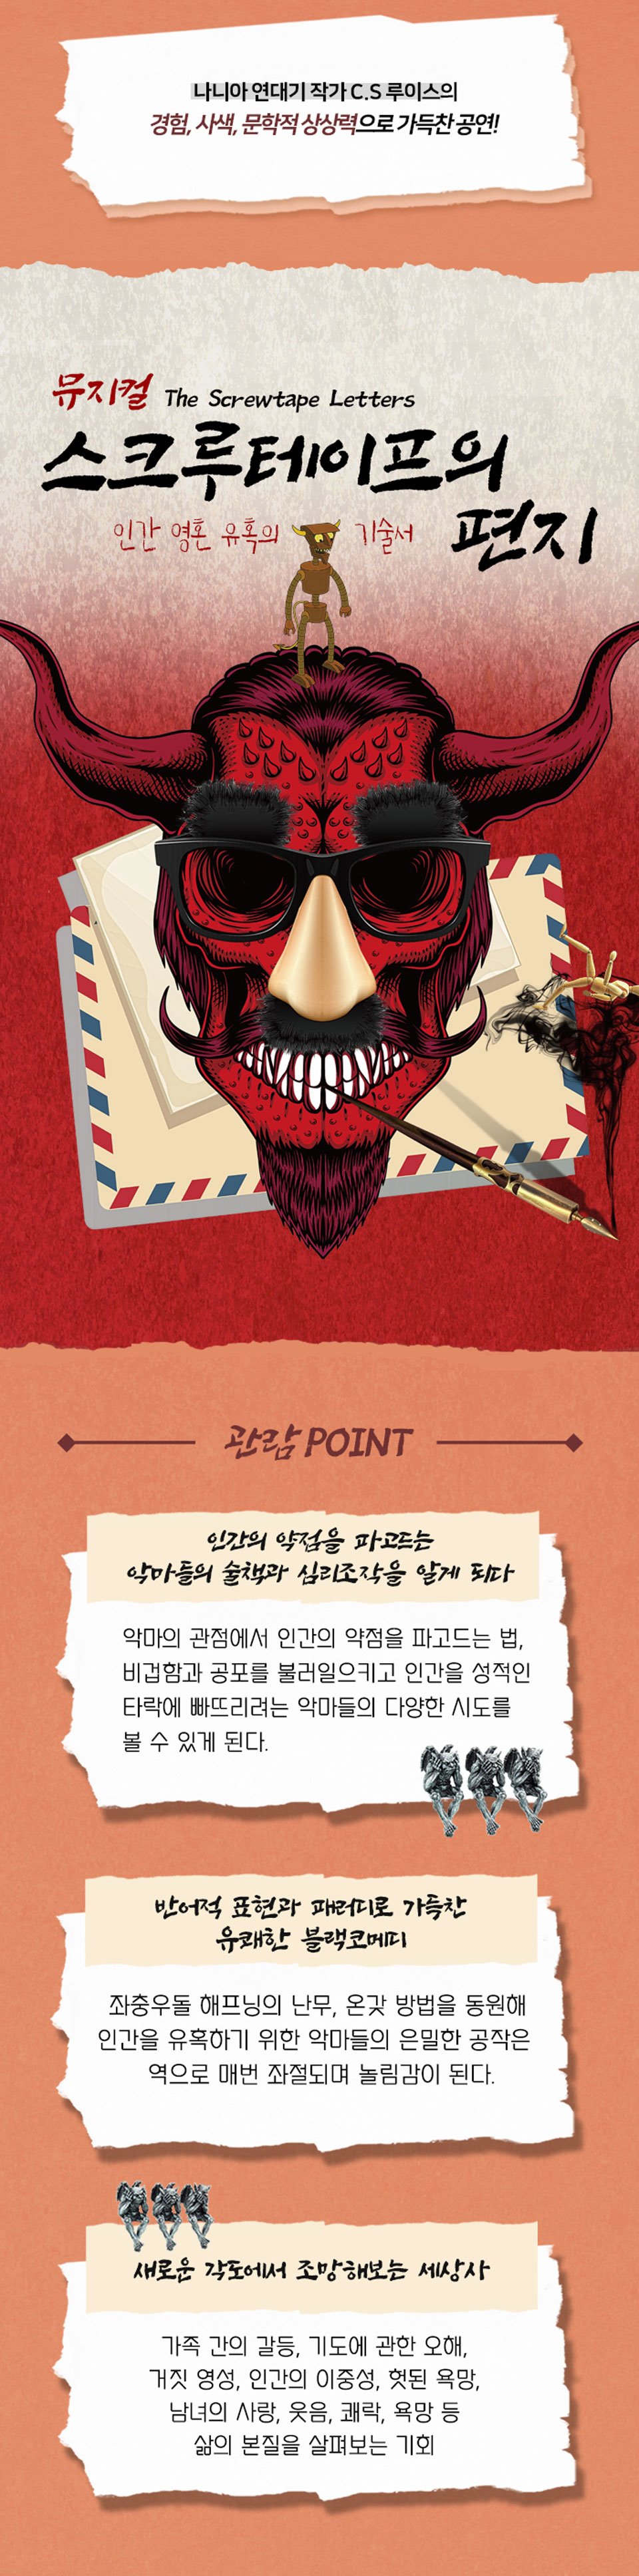 나니아 연대기 작가 C.S 루이스의
경험, 사색, 문학적 상상력으로 가득찬 공연!
뮤지컬 The Screwtape Letters
스크루테이프의
편지
인간 영혼 유혹의 기술서
관람 POINT
인간의 약점을 파고드는
악마들의 술책과 심리조작을 알게 되다
악마의 관점에서 인간의 약점을 파고드는 법,
비겁함과 공포를 불러일으키고 인간을 성적인
타락에 빠뜨리려는 악마들의 다양한 시도를
볼 수 있게 된다.
반어적 표현과 패러디로 가득찬
유쾌한 블랙코메디
좌충우돌 해프닝의 난무, 온갖 방법을 동원해
인간을 유혹하기 위한 악마들의 은밀한 공작은
역으로 매번 좌절되며 놀림감이 된다.
새로운 각도에서 조망해보는 세상사
가족 간의 갈등, 기도에 관한 오해,
거짓 영성, 인간의 이중성, 헛된 욕망,
남녀의 사랑, 웃음, 쾌락, 욕망 등
삶의 본질을 살펴보는 기회